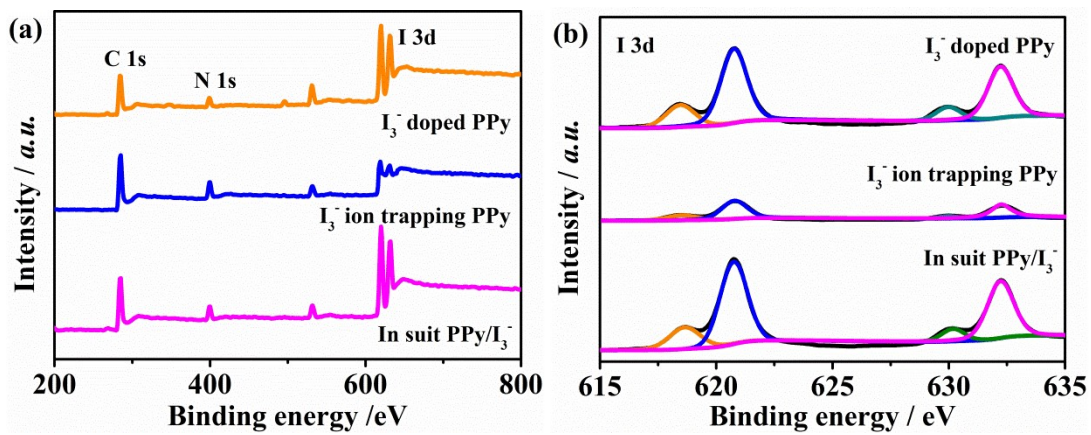 (a)
C 1s
N 1s
I 3d
I₃⁻ doped PPy
I₃⁻ ion trapping PPy
In suit PPy/I₃⁻
Intensity / a.u.
200 400 600 800
Binding energy /eV
(b)
I 3d
I₃⁻ doped PPy
I₃⁻ ion trapping PPy
In suit PPy/I₃⁻
Intensity / a.u.
615 620 625 630 635
Binding energy / eV